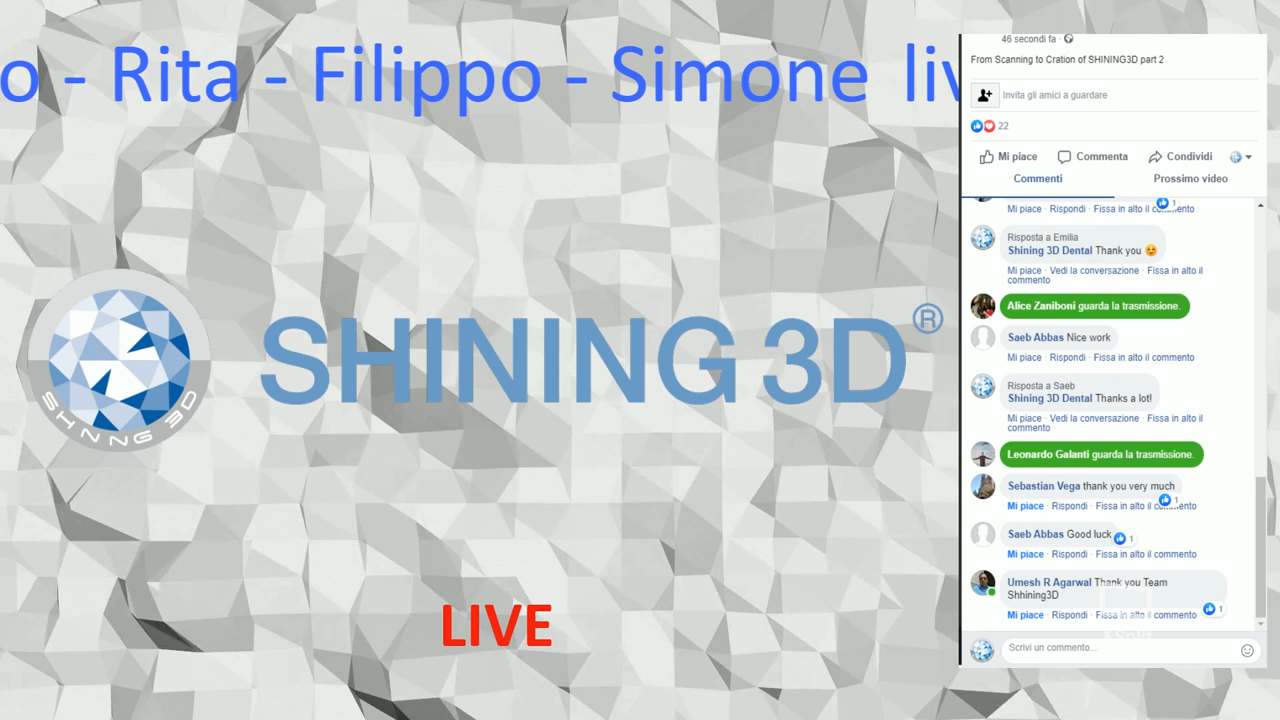 o - Rita - Filippo - Simone liv
SHINING 3D®
SHINING 3D
LIVE
46 secondi fa ·
From Scanning to Cration of SHINING3D part 2
Invita gli amici a guardare
22
Mi piace Commenta Condividi
Commenti Prossimo video
1
Mi piace · Rispondi · Fissa in alto il commento
Risposta a Emilia
Shining 3D Dental Thank you
Mi piace · Vedi la conversazione · Fissa in alto il
commento
Alice Zaniboni guarda la trasmissione.
Saeb Abbas Nice work
Mi piace · Rispondi · Fissa in alto il commento
Risposta a Saeb
Shining 3D Dental Thanks a lot!
Mi piace · Vedi la conversazione · Fissa in alto il
commento
Leonardo Galanti guarda la trasmissione.
Sebastian Vega thank you very much
1
Mi piace · Rispondi · Fissa in alto il commento
Saeb Abbas Good luck
1
Mi piace · Rispondi · Fissa in alto il commento
Umesh R Agarwal Thank you Team
Shhining3D
Mi piace · Rispondi · Fissa in alto il commento
1
Scrivi un commento...